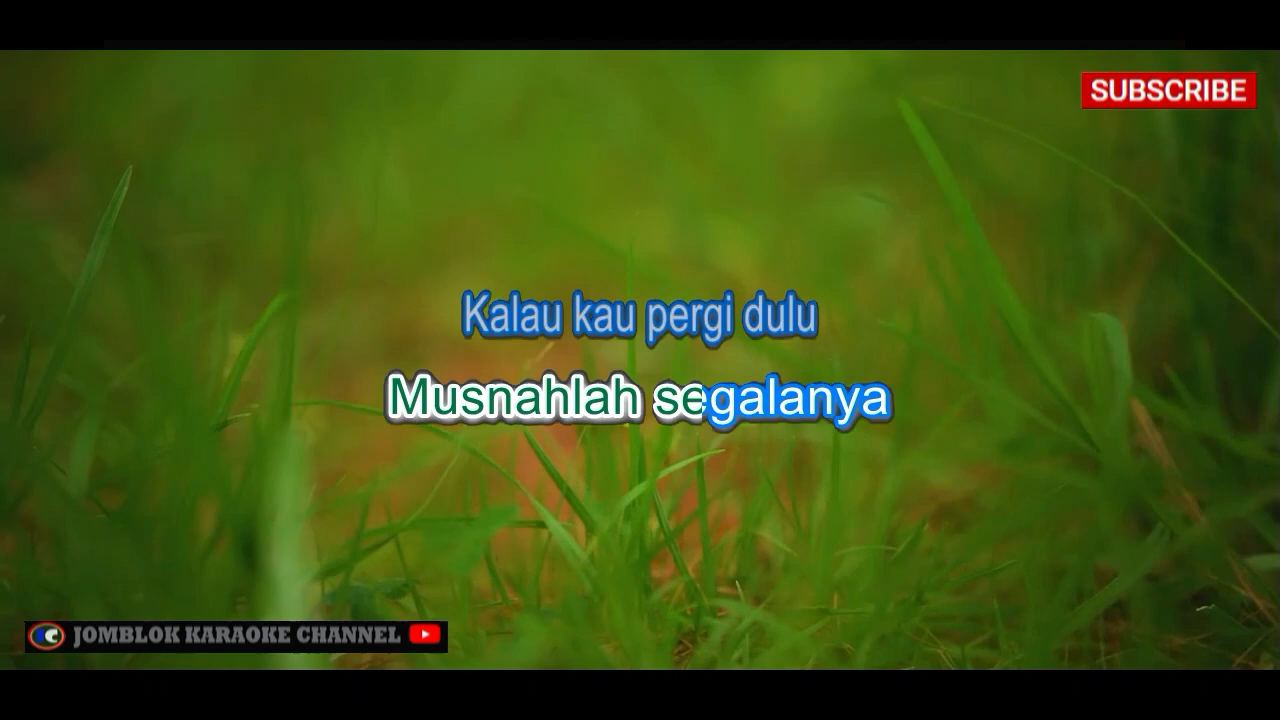 SUBSCRIBE
Kalau kau pergi dulu
Musnahlah segalanya
JOMBLOK KARAOKE CHANNEL